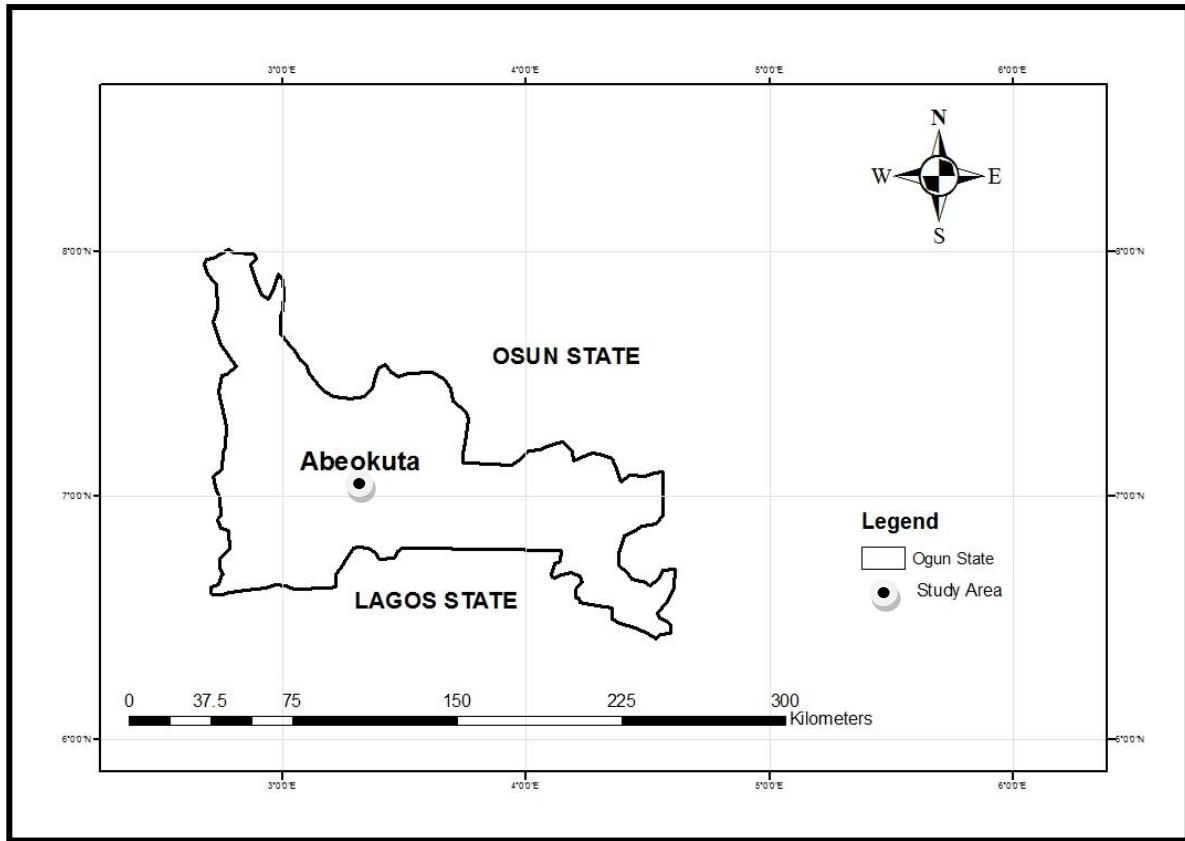 3°0'0"E 4°0'0"E 5°0'0"E 6°0'0"E
N
W E
S
8°0'0"N 8°0'0"N
OSUN STATE
Abeokuta
7°0'0"N 7°0'0"N
Legend
Ogun State
Study Area
LAGOS STATE
0 37.5 75 150 225 300
Kilometers
6°0'0"N 6°0'0"N
3°0'0"E 4°0'0"E 5°0'0"E 6°0'0"E